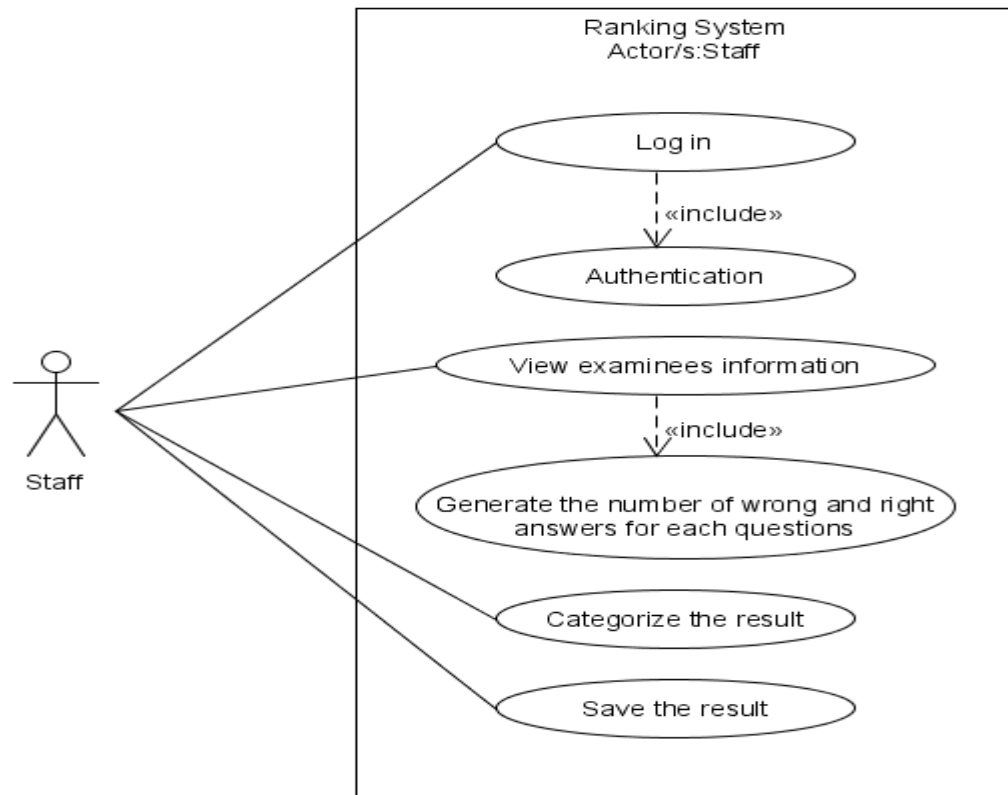 Ranking System
Actor/s:Staff
Log in
«include»
Authentication
View examinees information
«include»
Staff
Generate the number of wrong and right
answers for each questions
Categorize the result
Save the result